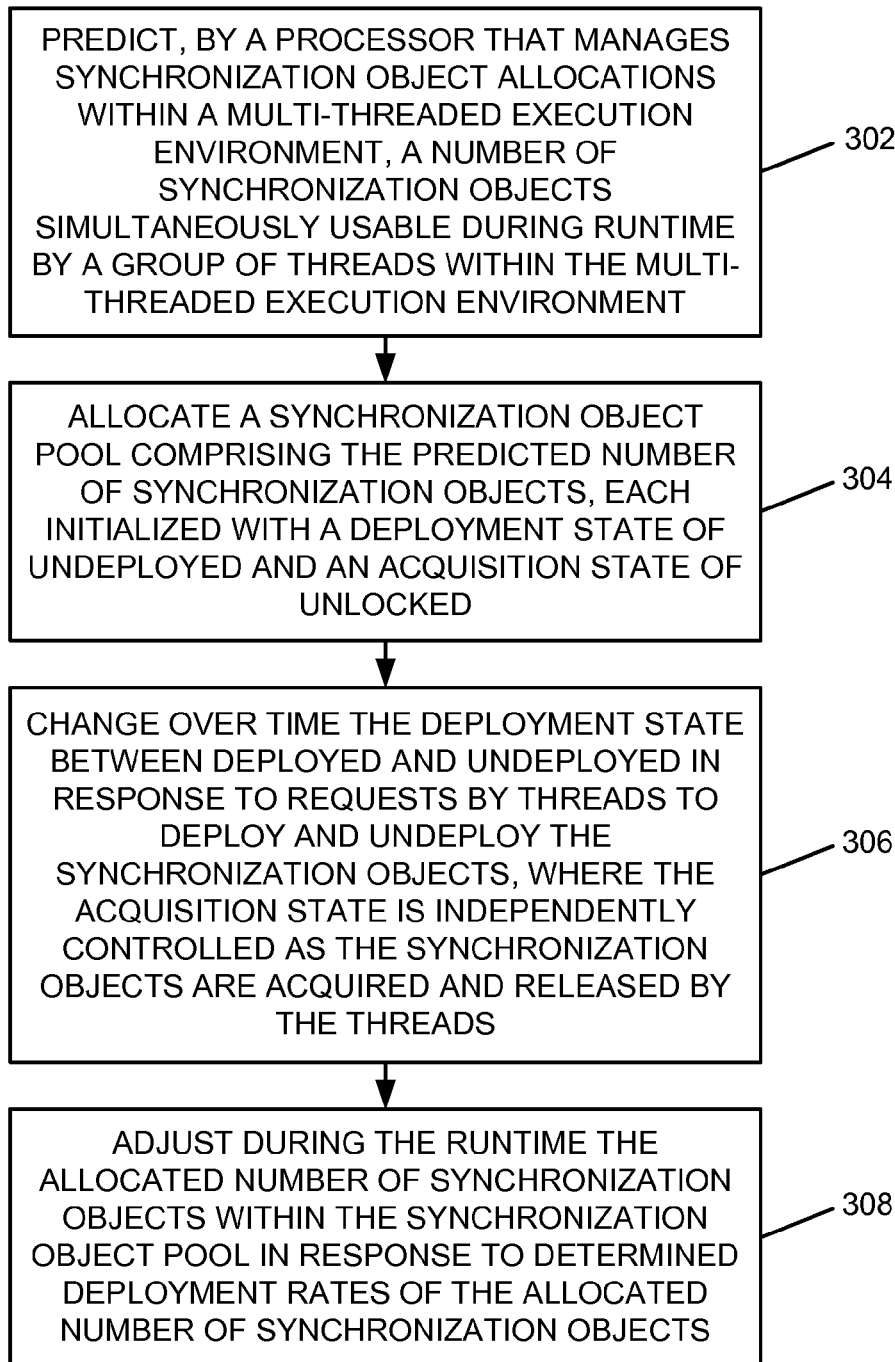 PREDICT, BY A PROCESSOR THAT MANAGES
SYNCHRONIZATION OBJECT ALLOCATIONS
WITHIN A MULTI-THREADED EXECUTION
ENVIRONMENT, A NUMBER OF
SYNCHRONIZATION OBJECTS
SIMULTANEOUSLY USABLE DURING RUNTIME
BY A GROUP OF THREADS WITHIN THE MULTI-
THREADED EXECUTION ENVIRONMENT
302
ALLOCATE A SYNCHRONIZATION OBJECT
POOL COMPRISING THE PREDICTED NUMBER
OF SYNCHRONIZATION OBJECTS, EACH
INITIALIZED WITH A DEPLOYMENT STATE OF
UNDEPLOYED AND AN ACQUISITION STATE OF
UNLOCKED
304
CHANGE OVER TIME THE DEPLOYMENT STATE
BETWEEN DEPLOYED AND UNDEPLOYED IN
RESPONSE TO REQUESTS BY THREADS TO
DEPLOY AND UNDEPLOY THE
SYNCHRONIZATION OBJECTS, WHERE THE
ACQUISITION STATE IS INDEPENDENTLY
CONTROLLED AS THE SYNCHRONIZATION
OBJECTS ARE ACQUIRED AND RELEASED BY
THE THREADS
306
ADJUST DURING THE RUNTIME THE
ALLOCATED NUMBER OF SYNCHRONIZATION
OBJECTS WITHIN THE SYNCHRONIZATION
OBJECT POOL IN RESPONSE TO DETERMINED
DEPLOYMENT RATES OF THE ALLOCATED
NUMBER OF SYNCHRONIZATION OBJECTS
308